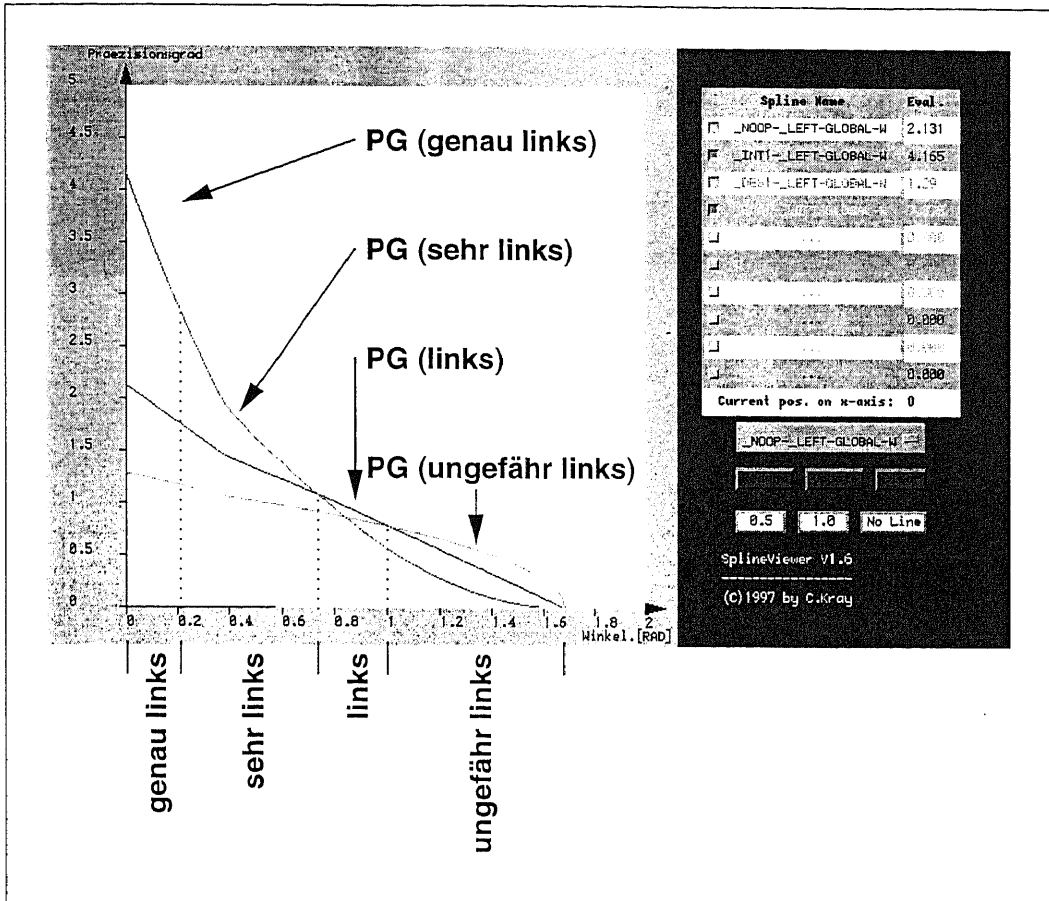 Praezisionsgrad
5
4.5
4
3.5
3
2.5
2
1.5
1
0.5
0
0 0.2 0.4 0.6 0.8 1 1.2 1.4 1.6 1.8 2
Winkel.[RAD]
PG (genau links)
PG (sehr links)
PG (links)
PG (ungefähr links)
genau links
sehr links
links
ungefähr links
Spline Name Eval.
_NOOP-_LEFT-GLOBAL-W 2.131
_INTI-_LEFT-GLOBAL-W 4.165
_DES1-_LEFT-GLOBAL-W 1.29
...
...
...
... 0.000
...
... 0.000
Current pos. on x-axis: 0
_NOOP-_LEFT-GLOBAL-W
0.5 1.0 No Line
SplineViewer V1.6
(C)1997 by C.Kray